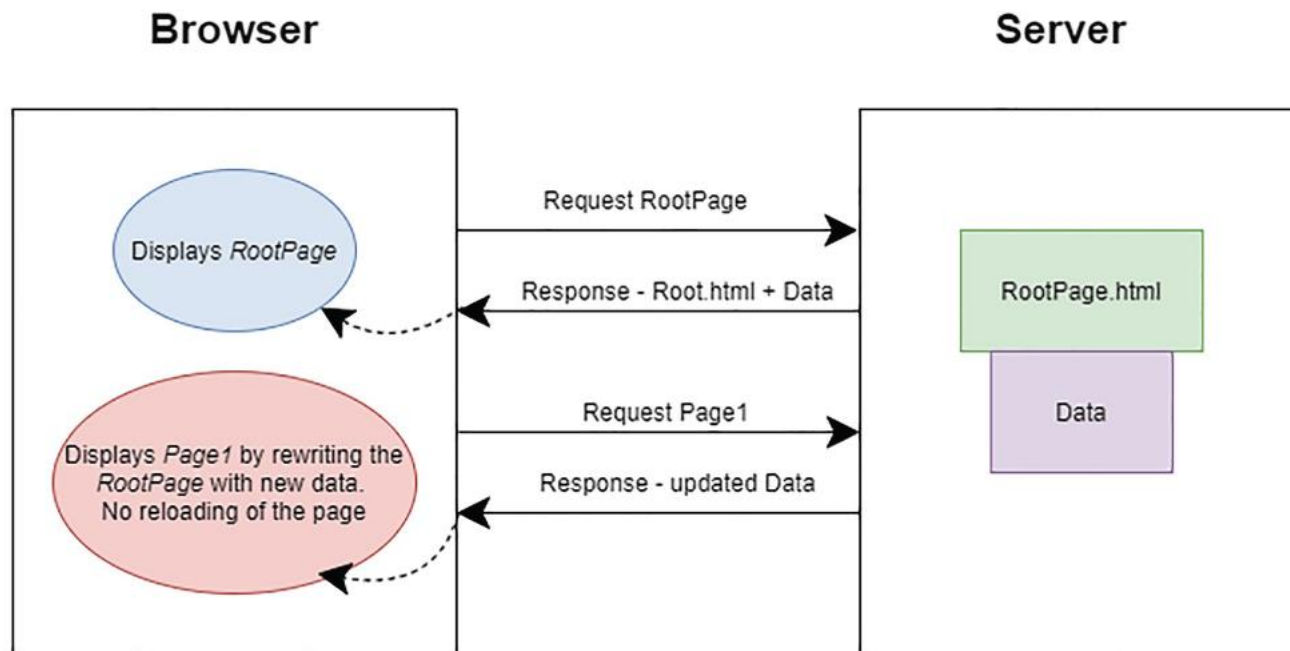 Browser
Server
Request RootPage
Displays RootPage
Response - Root.html + Data
RootPage.html
Request Page1
Data
Displays Page1 by rewriting the
RootPage with new data.
No reloading of the page
Response - updated Data